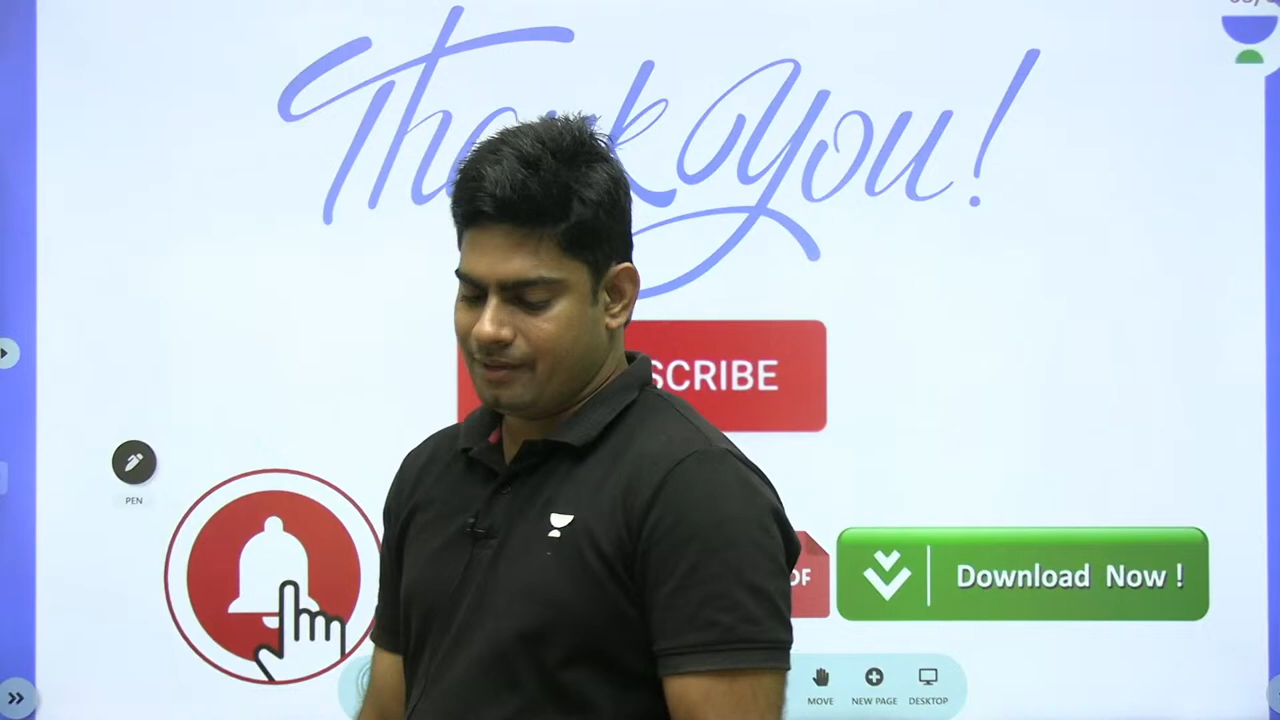 Thank You!
SCRIBE
PEN
DF
Download Now !
MOVE NEW PAGE DESKTOP